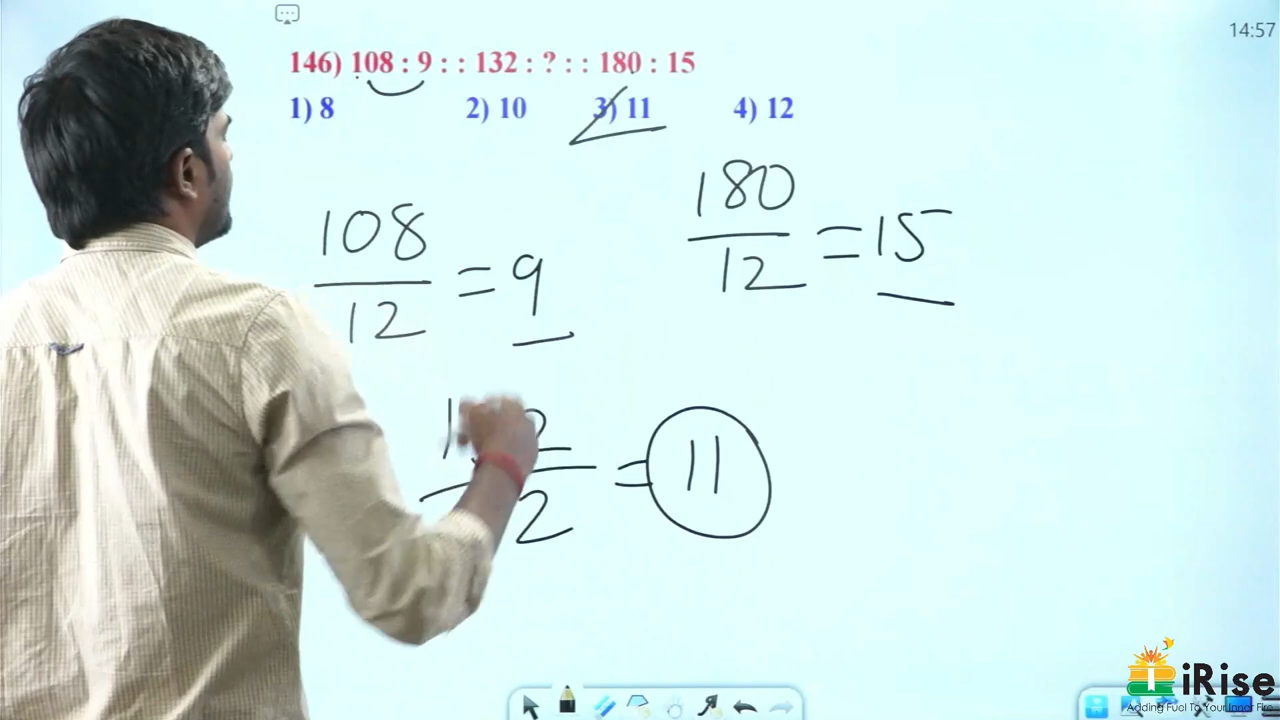 14:57
146) 108 : 9 : : 132 : ? : : 180 : 15
1) 8 2) 10 3) 11 4) 12
108/12 = 9
180/12 = 15
= 11
iRise
Adding Fuel To Your Inner Fire